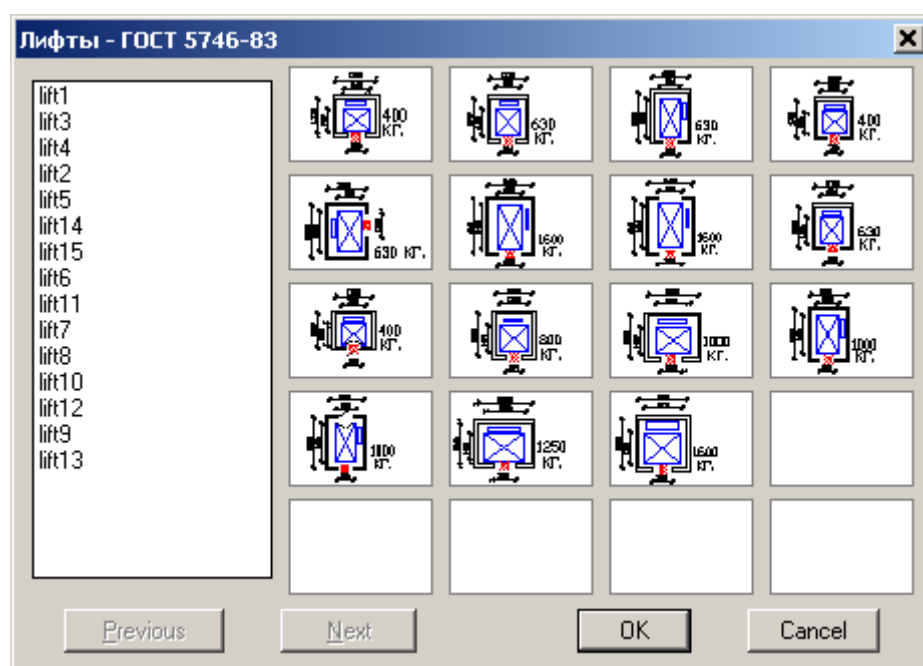 Лифты - ГОСТ 5746-83
lift1
lift3
lift4
lift2
lift5
lift14
lift15
lift6
lift11
lift7
lift8
lift10
lift12
lift9
lift13
400
КГ.
630
КГ.
630
КГ.
400
КГ.
630 КГ.
1600
КГ.
1600
КГ.
630
КГ.
400
КГ.
800
КГ.
1000
КГ.
1000
КГ.
1000
КГ.
1250
КГ.
1600
КГ.
Previous
Next
OK
Cancel